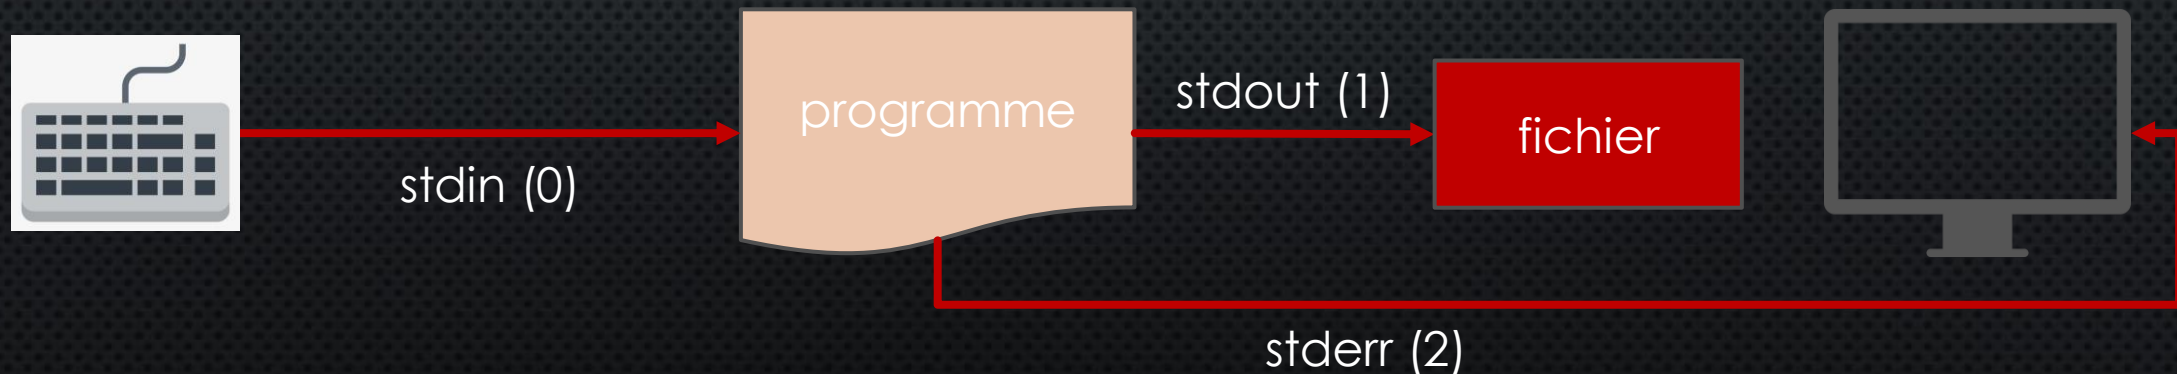 stdin (0)
programme
stdout (1)
fichier
stderr (2)